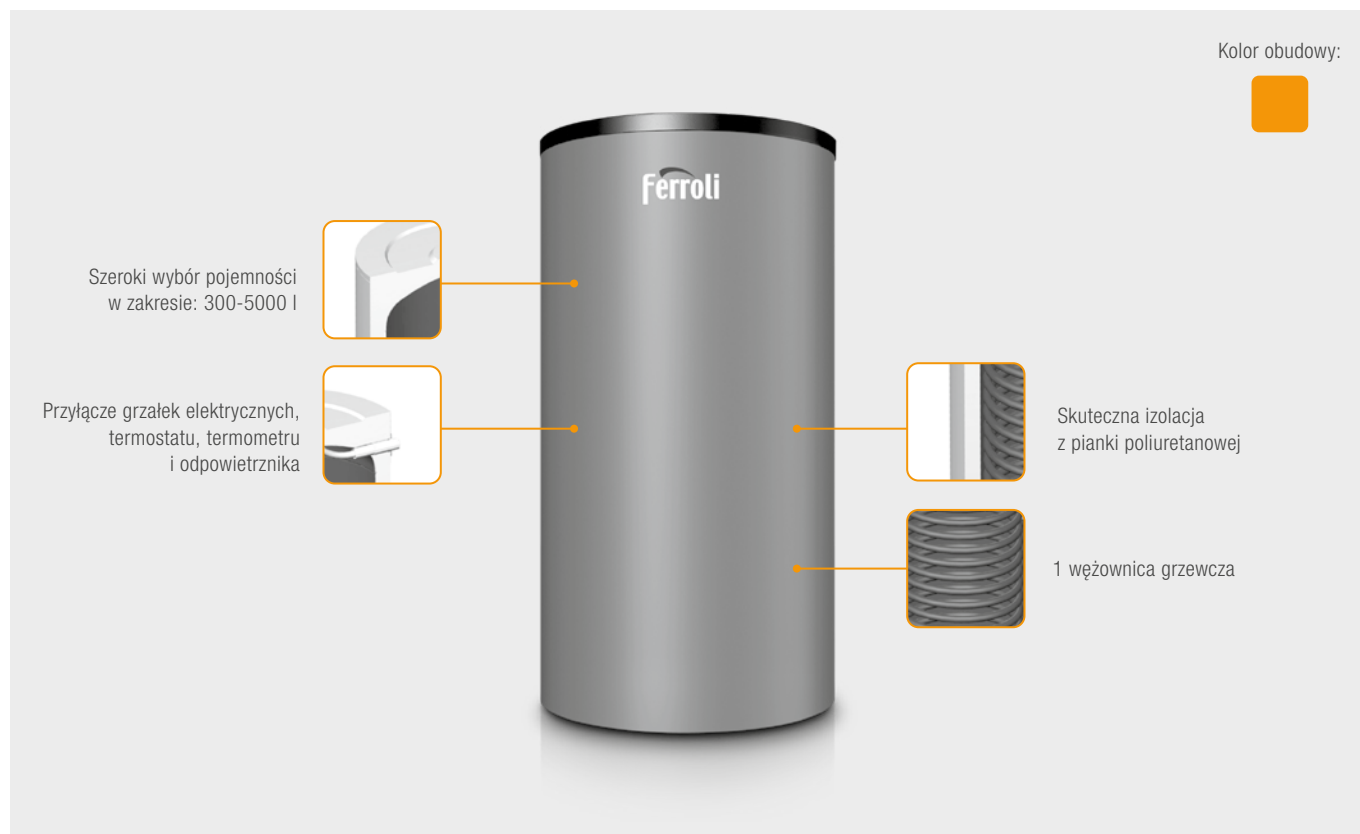 Kolor obudowy:
Ferroli
Szeroki wybór pojemności
w zakresie: 300-5000 l
Przyłącze grzałek elektrycznych,
termostatu, termometru
i odpowietrznika
Skuteczna izolacja
z pianki poliuretanowej
1 wężownica grzewcza